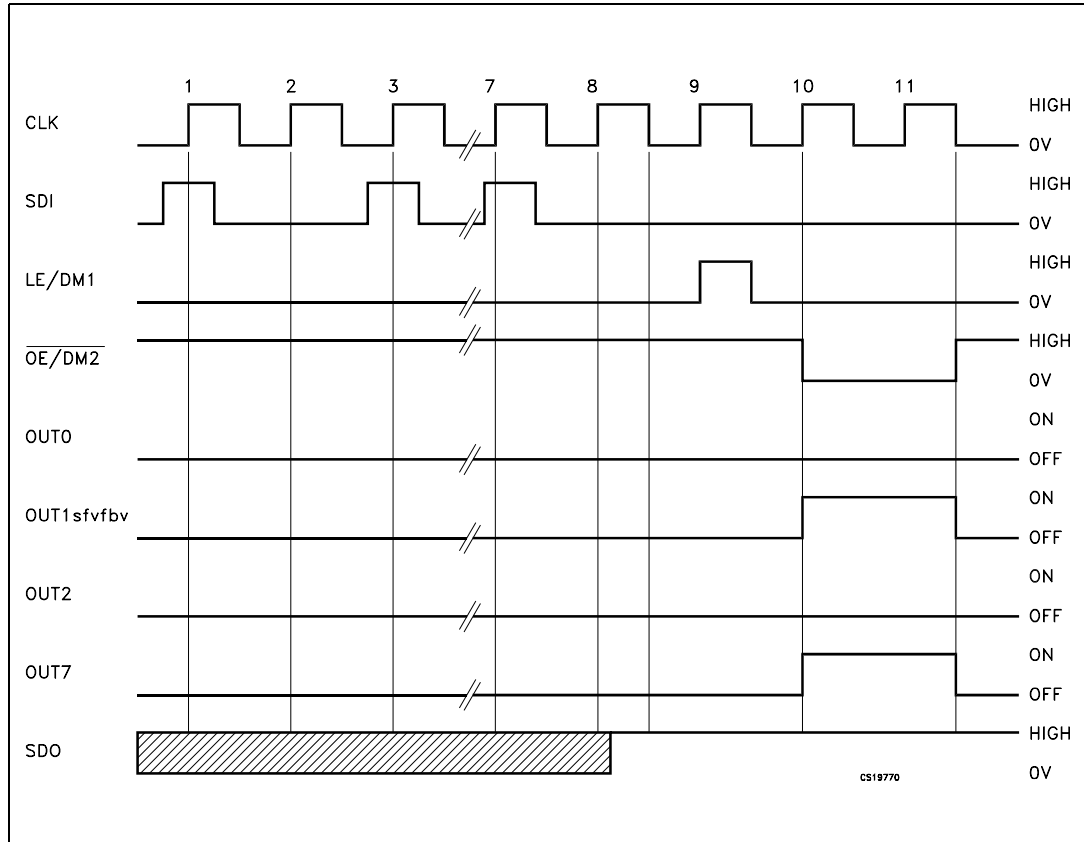 1 2 3 7 8 9 10 11
CLK HIGH
0V
SDI HIGH
0V
LE/DM1 HIGH
0V
OE/DM2 HIGH
0V
OUT0 ON
OFF
OUT1sfvfbv ON
OFF
OUT2 ON
OFF
OUT7 ON
OFF
SDO HIGH
0V
CS19770